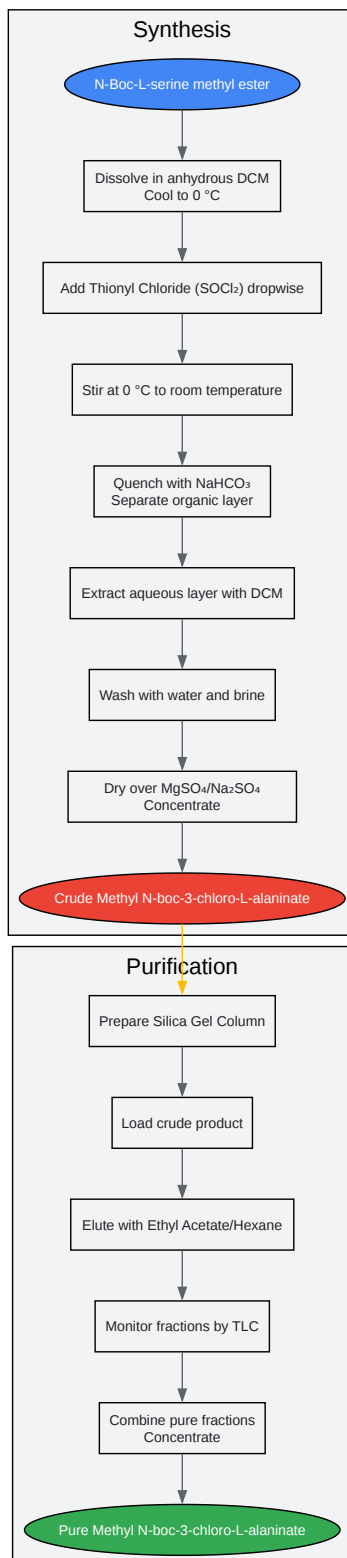 Synthesis
N-Boc-L-serine methyl ester
Dissolve in anhydrous DCM
Cool to 0 °C
Add Thionyl Chloride (SOCl₂) dropwise
Stir at 0 °C to room temperature
Quench with NaHCO₃
Separate organic layer
Extract aqueous layer with DCM
Wash with water and brine
Dry over MgSO₄/Na₂SO₄
Concentrate
Crude Methyl N-boc-3-chloro-L-alaninate
Purification
Prepare Silica Gel Column
Load crude product
Elute with Ethyl Acetate/Hexane
Monitor fractions by TLC
Combine pure fractions
Concentrate
Pure Methyl N-boc-3-chloro-L-alaninate